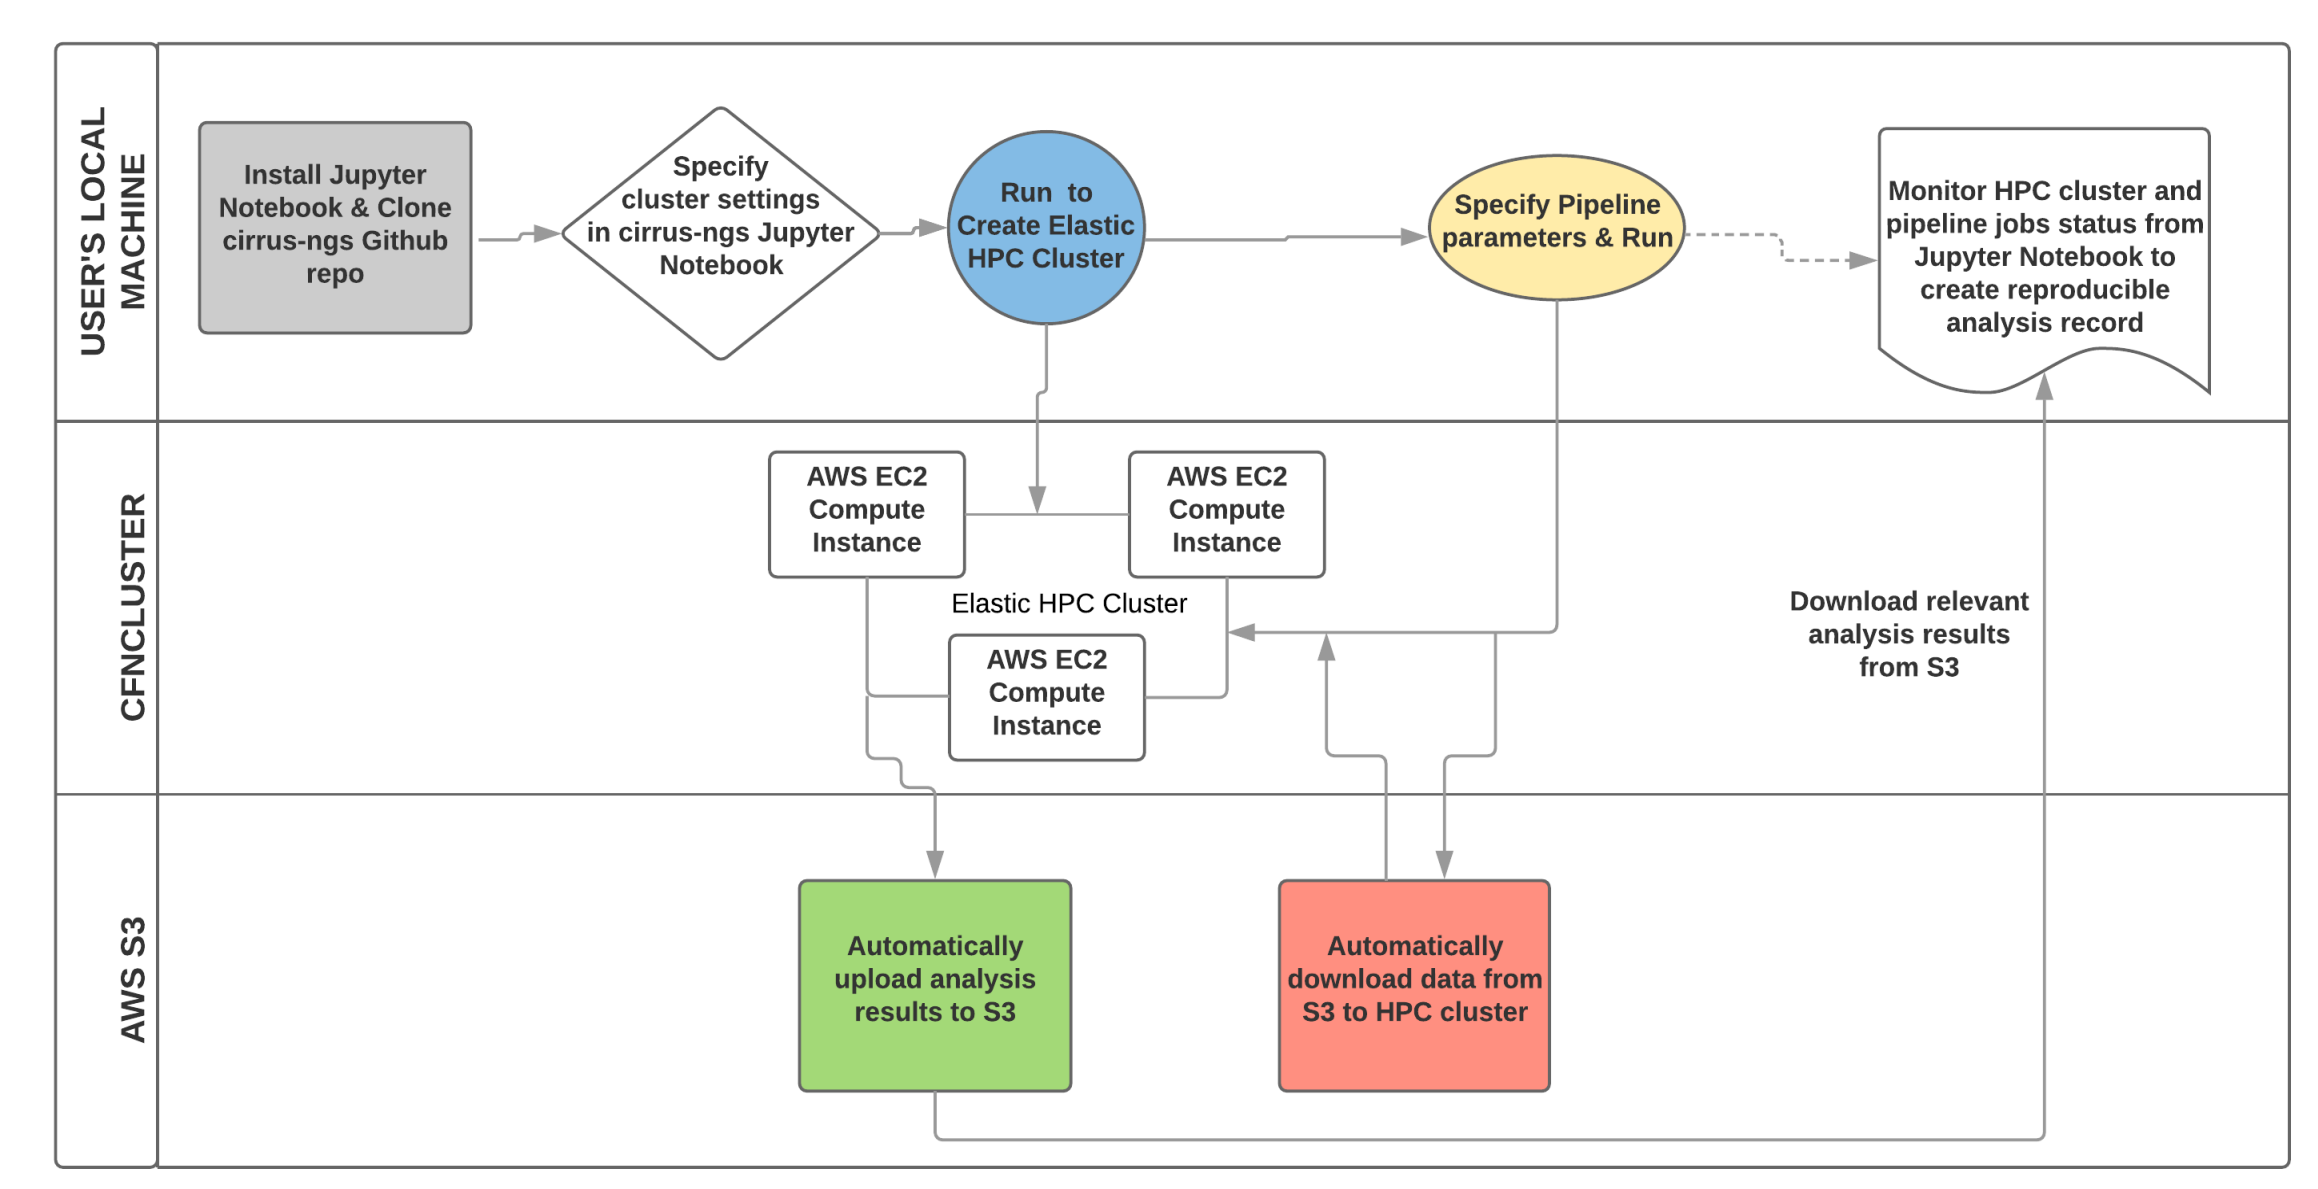 USER'S LOCAL
MACHINE
Install Jupyter
Notebook & Clone
cirrus-ngs Github
repo
Specify
cluster settings
in cirrus-ngs Jupyter
Notebook
Run to
Create Elastic
HPC Cluster
Specify Pipeline
parameters & Run
Monitor HPC cluster and
pipeline jobs status from
Jupyter Notebook to
create reproducible
analysis record
CFNCLUSTER
AWS EC2
Compute
Instance
AWS EC2
Compute
Instance
Elastic HPC Cluster
AWS EC2
Compute
Instance
Download relevant
analysis results
from S3
AWS S3
Automatically
upload analysis
results to S3
Automatically
download data from
S3 to HPC cluster